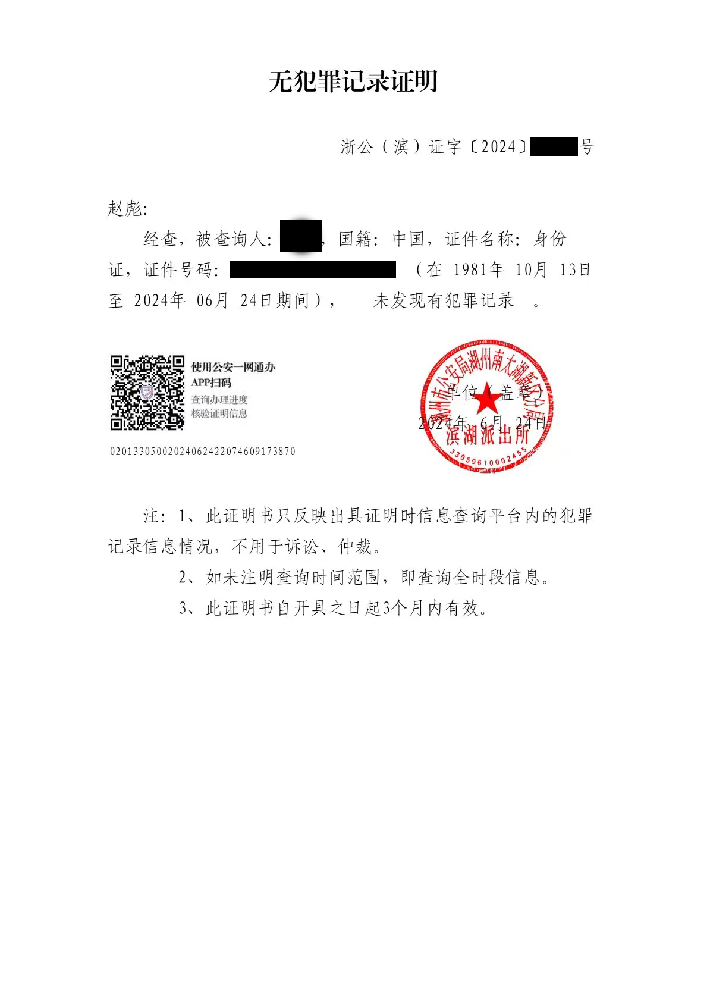 无犯罪记录证明
浙公（滨）证字〔2024〕号
赵彪：
经查，被查询人：，国籍：中国，证件名称：身份
证，证件号码：（在 1981年 10月 13日
至 2024年 06月 24日期间），  未发现有犯罪记录 。
使用公安一网通办
APP扫码
查询办理进度
核验证明信息
0201330500202406242207460917​3870
湖州市公安局湖州南太湖新区分局
单位（盖章）
2024年 6月 24日
滨湖派出所
33059610002455
注：1、此证明书只反映出具证明时信息查询平台内的犯罪
记录信息情况，不用于诉讼、仲裁。
2、如未注明查询时间范围，即查询全时段信息。
3、此证明书自开具之日起3个月内有效。